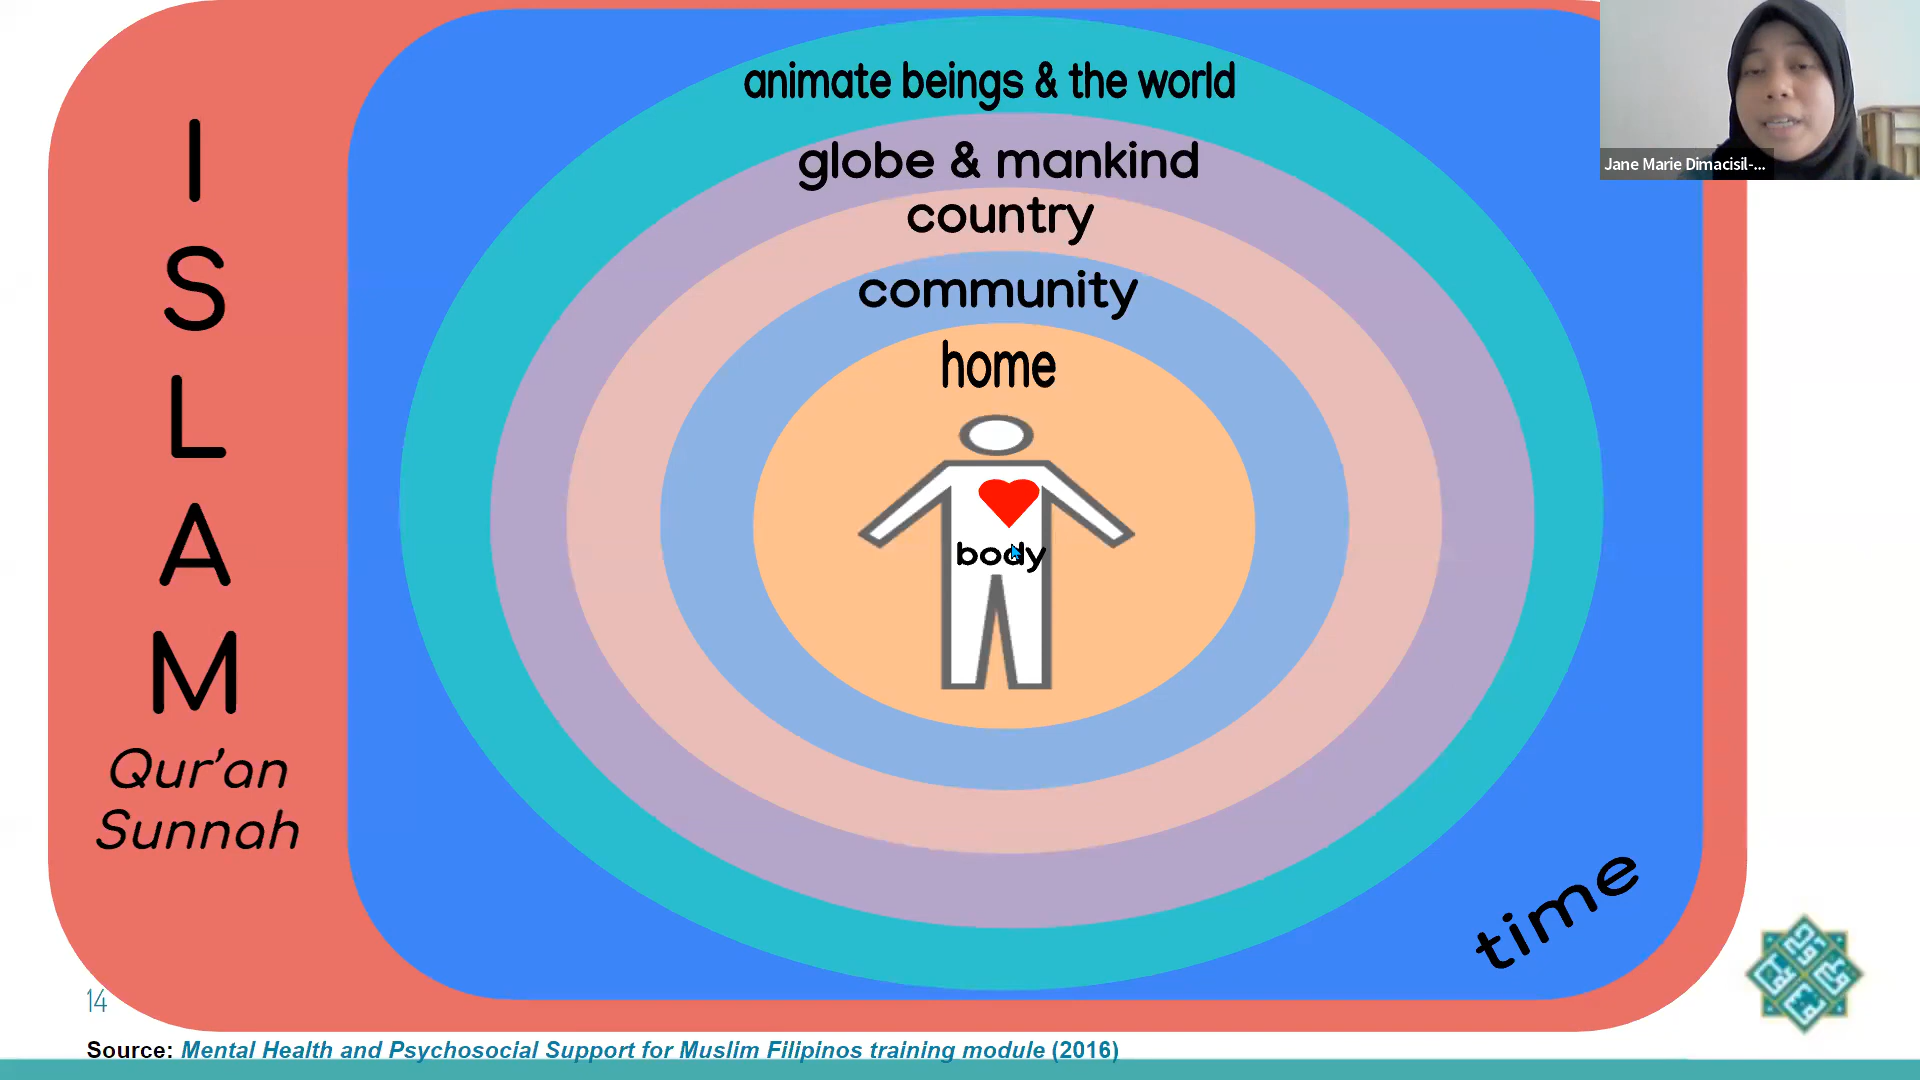 I
S
L
A
M
Qur'an
Sunnah
animate beings & the world
globe & mankind
country
community
home
body
time
Jane Marie Dimacisil-...
14
Source: Mental Health and Psychosocial Support for Muslim Filipinos training module (2016)